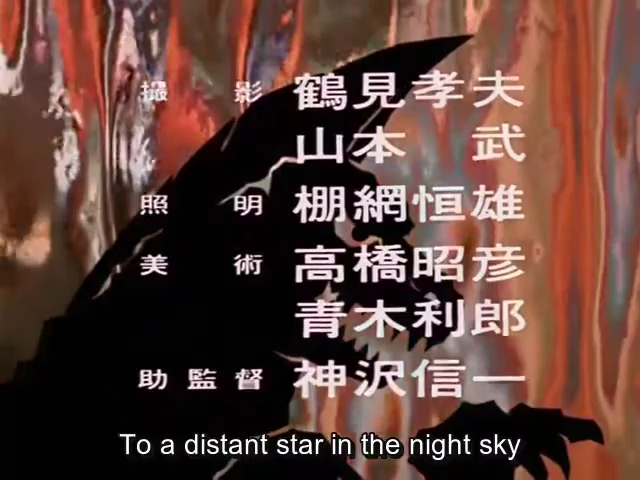 撮影 鶴見孝夫
山本武
照明 棚網恒雄
美術 高橋昭彦
青木利郎
助監督 神沢信一
To a distant star in the night sky